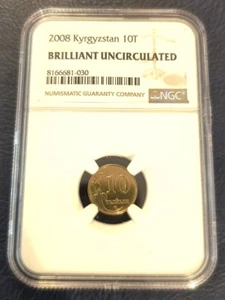 2008 Kyrgyzstan 10T
BRILLIANT UNCIRCULATED
8166681-030
NUMISMATIC GUARANTY COMPANY
NGC
10